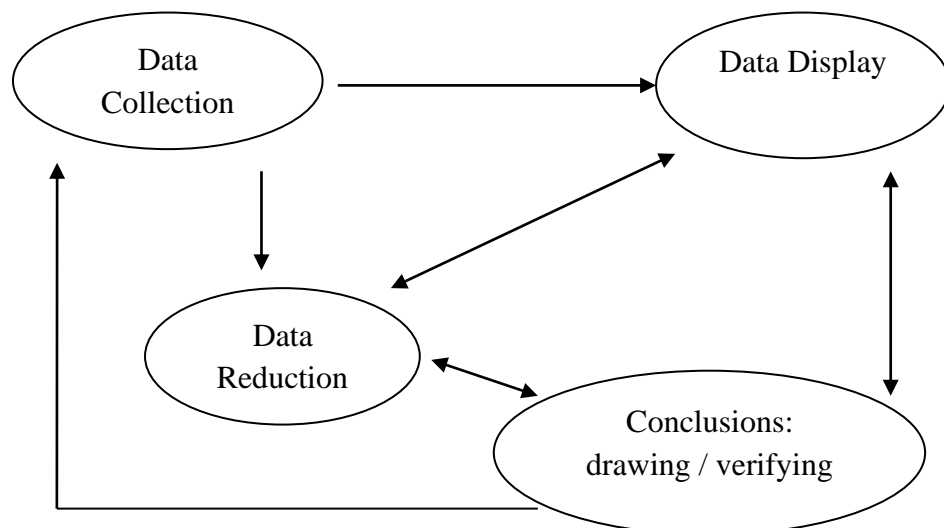 Data
Collection
Data Display
Data
Reduction
Conclusions:
drawing / verifying